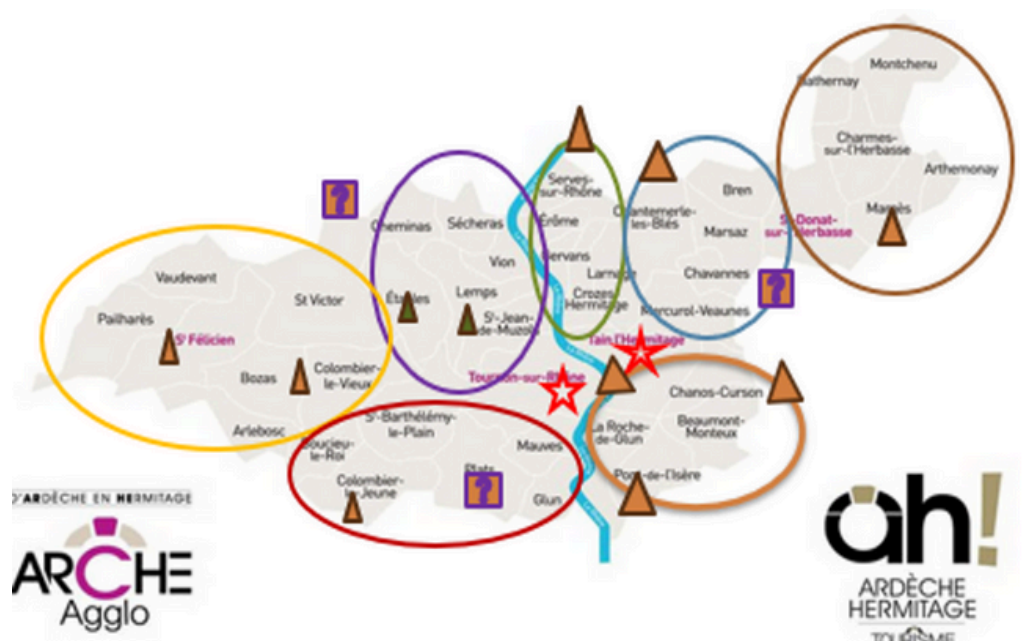 Montchenu
Bathernay
Charmes-
sur-l'Herbasse
Arthemonay
Margès
Serves-
sur-Rhône
Bren
Chantemerle-
les-Blés
St-Donat-
sur-l'Herbasse
Cheminas
Sécheras
Érôme
Marsaz
Vion
Gervans
Larnage
Chavannes
Vaudevant
St Victor
Étables
Lemps
Crozes
Hermitage
Mercurol-Veaunes
Pailharès
St-Jean-
de-Muzols
St Félicien
Tain l'Hermitage
Bozas
Colombier-
le-Vieux
Tournon-sur-Rhône
Chanos-Curson
Arlebosc
St-Barthélémy-
le-Plain
La Roche-
de-Glun
Beaumont-
Monteux
Boucieu-
le-Roi
Mauves
Plats
Colombier-
le-Jeune
Pont-de-l'Isère
Glun
?
?
?
D'ARDÈCHE EN HERMITAGE
ARCHE
Agglo
ah!
ARDÈCHE
HERMITAGE
TOURISME